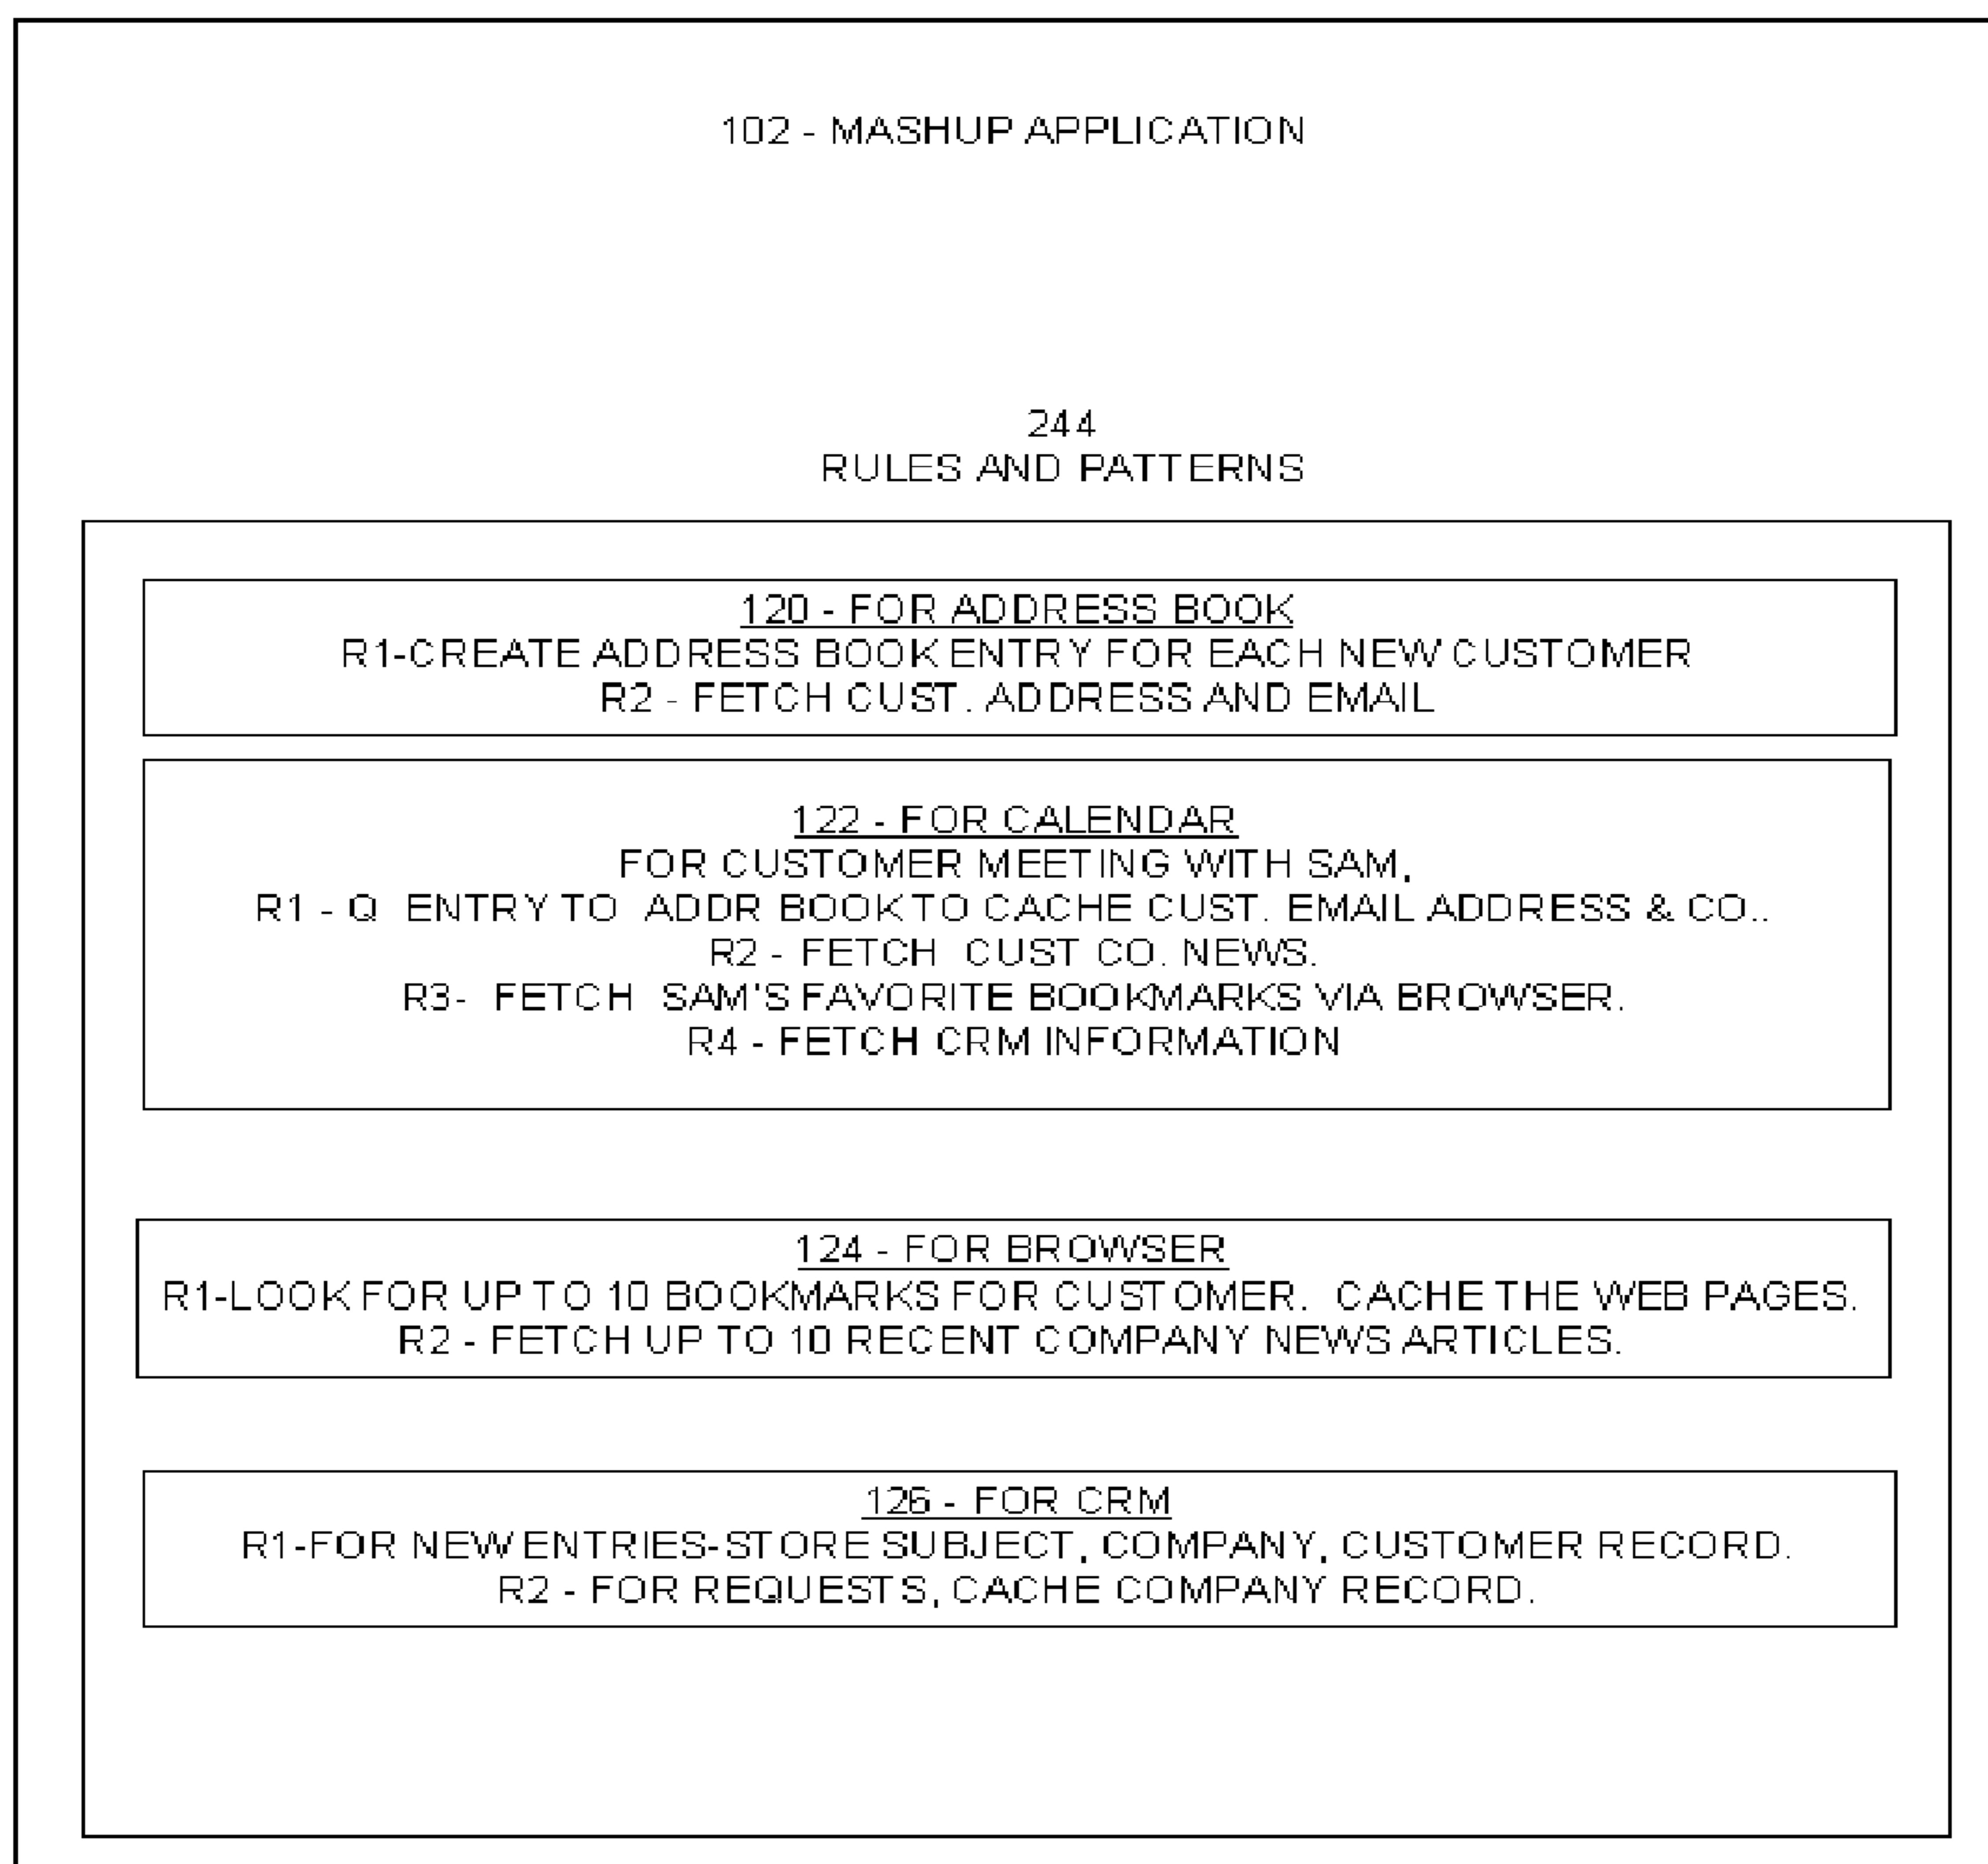 102 - MASHUP APPLICATION
244
RULES AND PATTERNS
120 - FOR ADDRESS BOOK
R1-CREATE ADDRESS BOOK ENTRY FOR EACH NEW CUSTOMER
R2 - FETCH CUST. ADDRESS AND EMAIL
122 - FOR CALENDAR
FOR CUSTOMER MEETING WITH SAM,
R1 - Q ENTRY TO ADDR BOOK TO CACHE CUST. EMAIL ADDRESS & CO..
R2 - FETCH CUST CO. NEWS.
R3- FETCH SAM'S FAVORITE BOOKMARKS VIA BROWSER.
R4 - FETCH CRM INFORMATION
124 - FOR BROWSER
R1-LOOK FOR UP TO 10 BOOKMARKS FOR CUSTOMER. CACHE THE WEB PAGES.
R2 - FETCH UP TO 10 RECENT COMPANY NEWS ARTICLES.
126 - FOR CRM
R1-FOR NEW ENTRIES-STORE SUBJECT, COMPANY, CUSTOMER RECORD.
R2 - FOR REQUESTS, CACHE COMPANY RECORD.